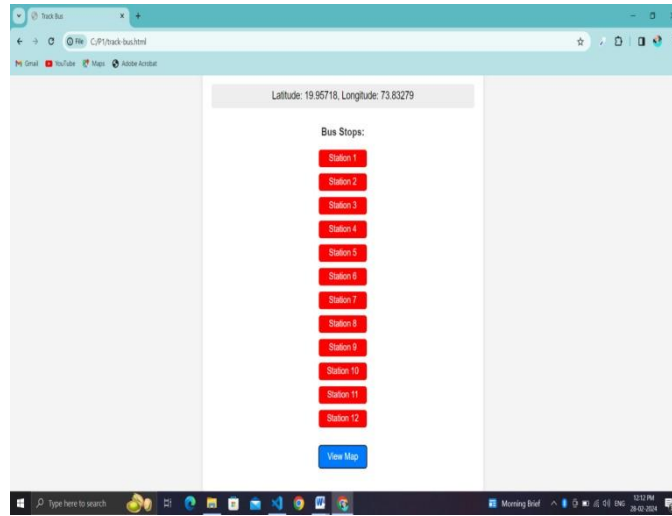 Track Bus
File C:/P1/track-bus.html
Gmail YouTube Maps Adobe Acrobat
Latitude: 19.95718, Longitude: 73.83279
Bus Stops:
Station 1
Station 2
Station 3
Station 4
Station 5
Station 6
Station 7
Station 8
Station 9
Station 10
Station 11
Station 12
View Map
Type here to search
Morning Brief
ENG
12:12 PM
28-02-2024